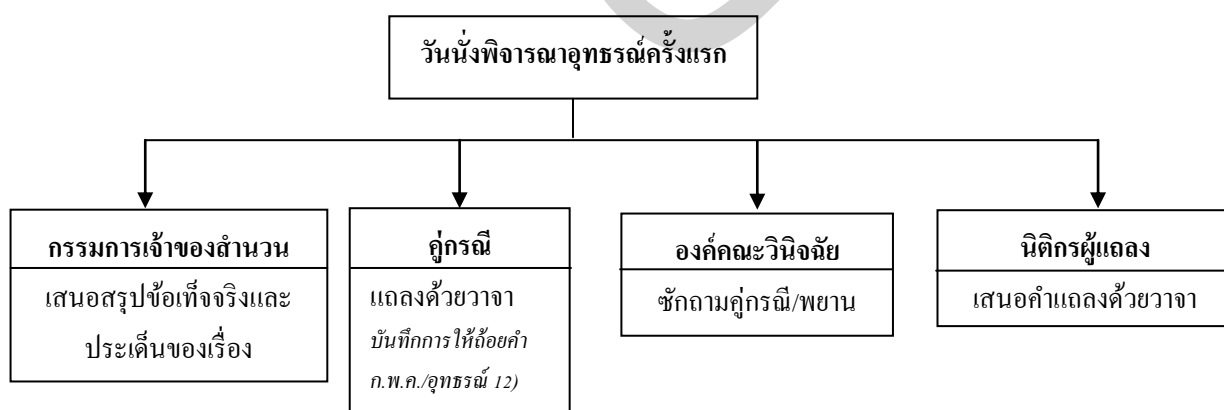 วันนั่งพิจารณาอุทธรณ์ครั้งแรก
กรรมการเจ้าของสำนวน
เสนอสรุปข้อเท็จจริงและ
ประเด็นของเรื่อง
คู่กรณี
แถลงด้วยวาจา
บันทึกการให้ถ้อยคำ
ก.พ.ค./อุทธรณ์ 12)
องค์คณะวินิจฉัย
ซักถามคู่กรณี/พยาน
นิติกรผู้แถลง
เสนอคำแถลงด้วยวาจา